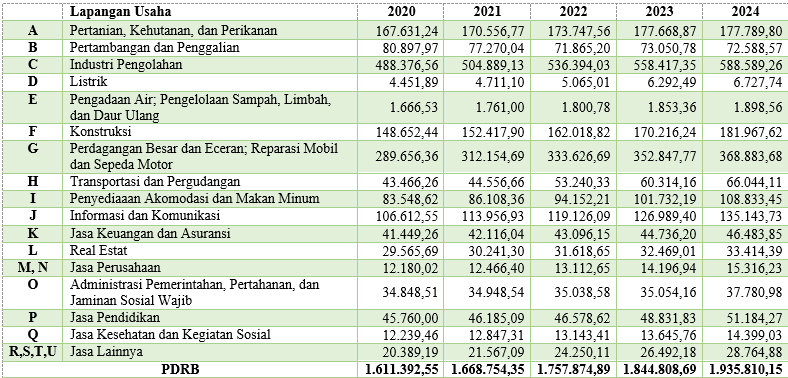 Lapangan Usaha 2020 2021 2022 2023 2024
A Pertanian, Kehutanan, dan Perikanan 167.631,24 170.556,77 173.747,56 177.668,87 177.789,80
B Pertambangan dan Penggalian 80.897,97 77.270,04 71.865,20 73.050,78 72.588,57
C Industri Pengolahan 488.376,56 504.889,13 536.394,03 558.417,35 588.589,26
D Listrik 4.451,89 4.711,10 5.065,01 6.292,49 6.727,74
E Pengadaan Air; Pengelolaan Sampah, Limbah, 1.666,53 1.761,00 1.800,78 1.853,36 1.898,56
dan Daur Ulang
F Konstruksi 148.652,44 152.417,90 162.018,82 170.216,24 181.967,62
G Perdagangan Besar dan Eceran; Reparasi Mobil 289.656,36 312.154,69 333.626,69 352.847,77 368.883,68
dan Sepeda Motor
H Transportasi dan Pergudangan 43.466,26 44.556,66 53.240,33 60.314,16 66.044,11
I Penyediaaan Akomodasi dan Makan Minum 83.548,62 86.108,36 94.152,21 101.732,19 108.833,45
J Informasi dan Komunikasi 106.612,55 113.956,93 119.126,09 126.989,40 135.143,73
K Jasa Keuangan dan Asuransi 41.449,26 42.116,04 43.096,15 44.736,20 46.483,85
L Real Estat 29.565,69 30.241,30 31.618,65 32.469,01 33.414,39
M, N Jasa Perusahaan 12.180,02 12.466,40 13.112,65 14.196,94 15.316,23
O Administrasi Pemerintahan, Pertahanan, dan 34.848,51 34.948,54 35.038,58 35.054,16 37.780,98
Jaminan Sosial Wajib
P Jasa Pendidikan 45.760,00 46.185,09 46.578,62 48.831,83 51.184,27
Q Jasa Kesehatan dan Kegiatan Sosial 12.239,46 12.847,31 13.143,41 13.645,76 14.399,03
R,S,T,U Jasa Lainnya 20.389,19 21.567,09 24.250,11 26.492,18 28.764,88
PDRB 1.611.392,55 1.668.754,35 1.757.874,89 1.844.808,69 1.935.810,15